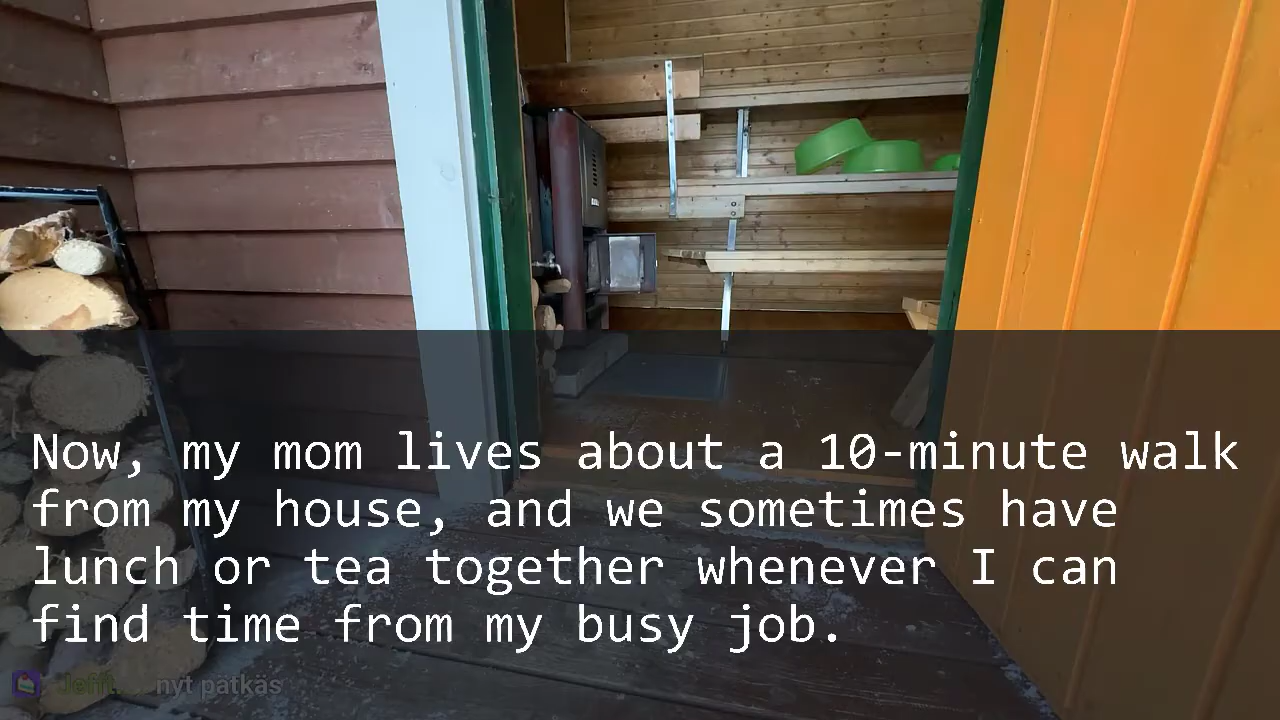 Now, my mom lives about a 10-minute walk
from my house, and we sometimes have
lunch or tea together whenever I can
find time from my busy job.
nyt patkäs